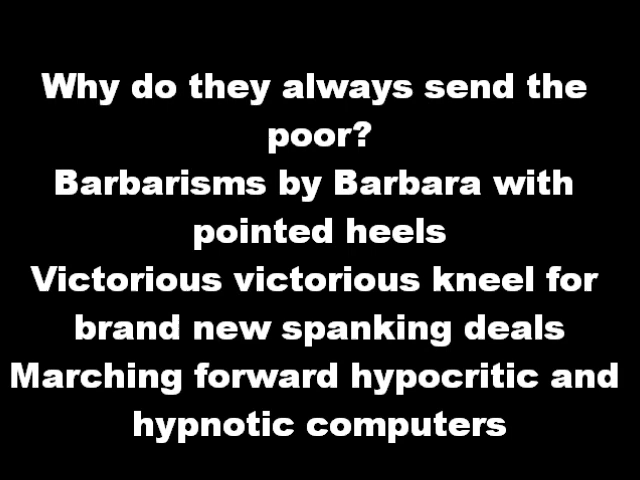 Why do they always send the
poor?
Barbarisms by Barbara with
pointed heels
Victorious victorious kneel for
brand new spanking deals
Marching forward hypocritic and
hypnotic computers